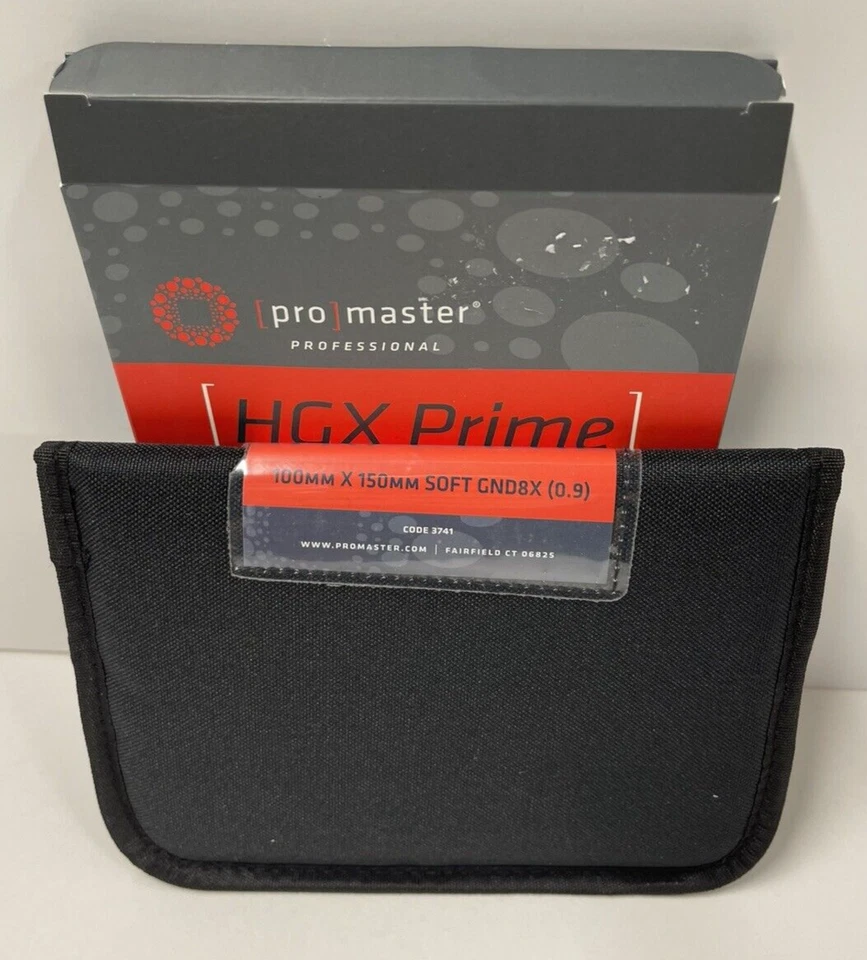 [pro]master®
PROFESSIONAL
[HGX Prime]
100MM X 150MM SOFT GND8X (0.9)
CODE 3741
WWW.PROMASTER.COM | FAIRFIELD CT 06825